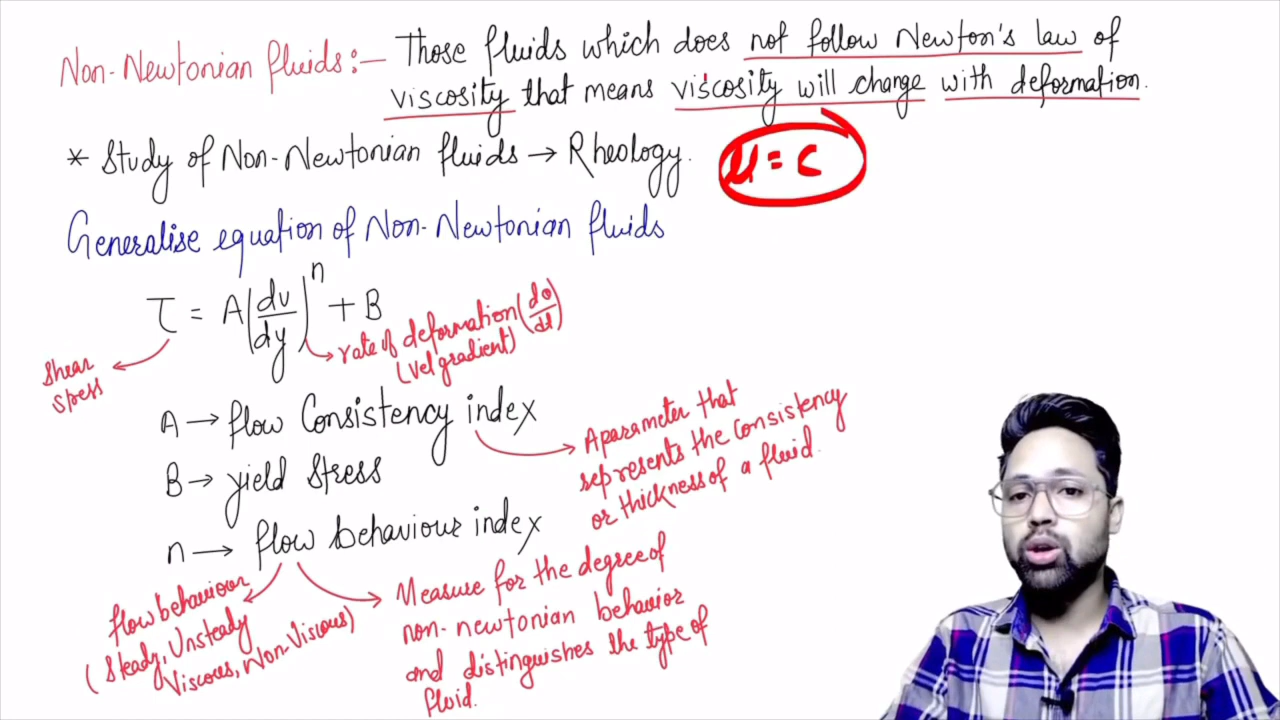 Non-Newtonian fluids:- Those fluids which does not follow Newton's law of
viscosity that means viscosity will change with deformation.
* Study of Non-Newtonian fluids → Rheology.
μ = c
Generalise equation of Non-Newtonian fluids
τ = A(du/dy)^n + B
shear
stress
rate of deformation (dθ/dt)
(vel gradient)
A → flow Consistency index
A parameter that
represents the consistency
or thickness of a fluid.
B → yield stress
n → flow behaviour index
flow behaviour
(Steady, Unsteady
Viscous, Non-Viscous)
Measure for the degree of
non-newtonian behavior
and distinguishes the type of
fluid.